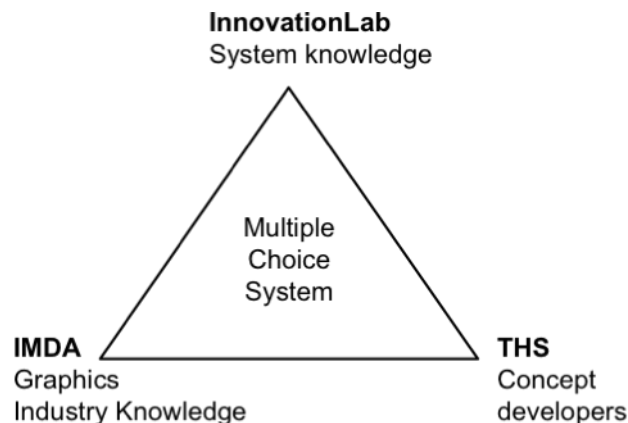 InnovationLab
System knowledge
Multiple
Choice
System
IMDA
Graphics
Industry Knowledge
THS
Concept
developers